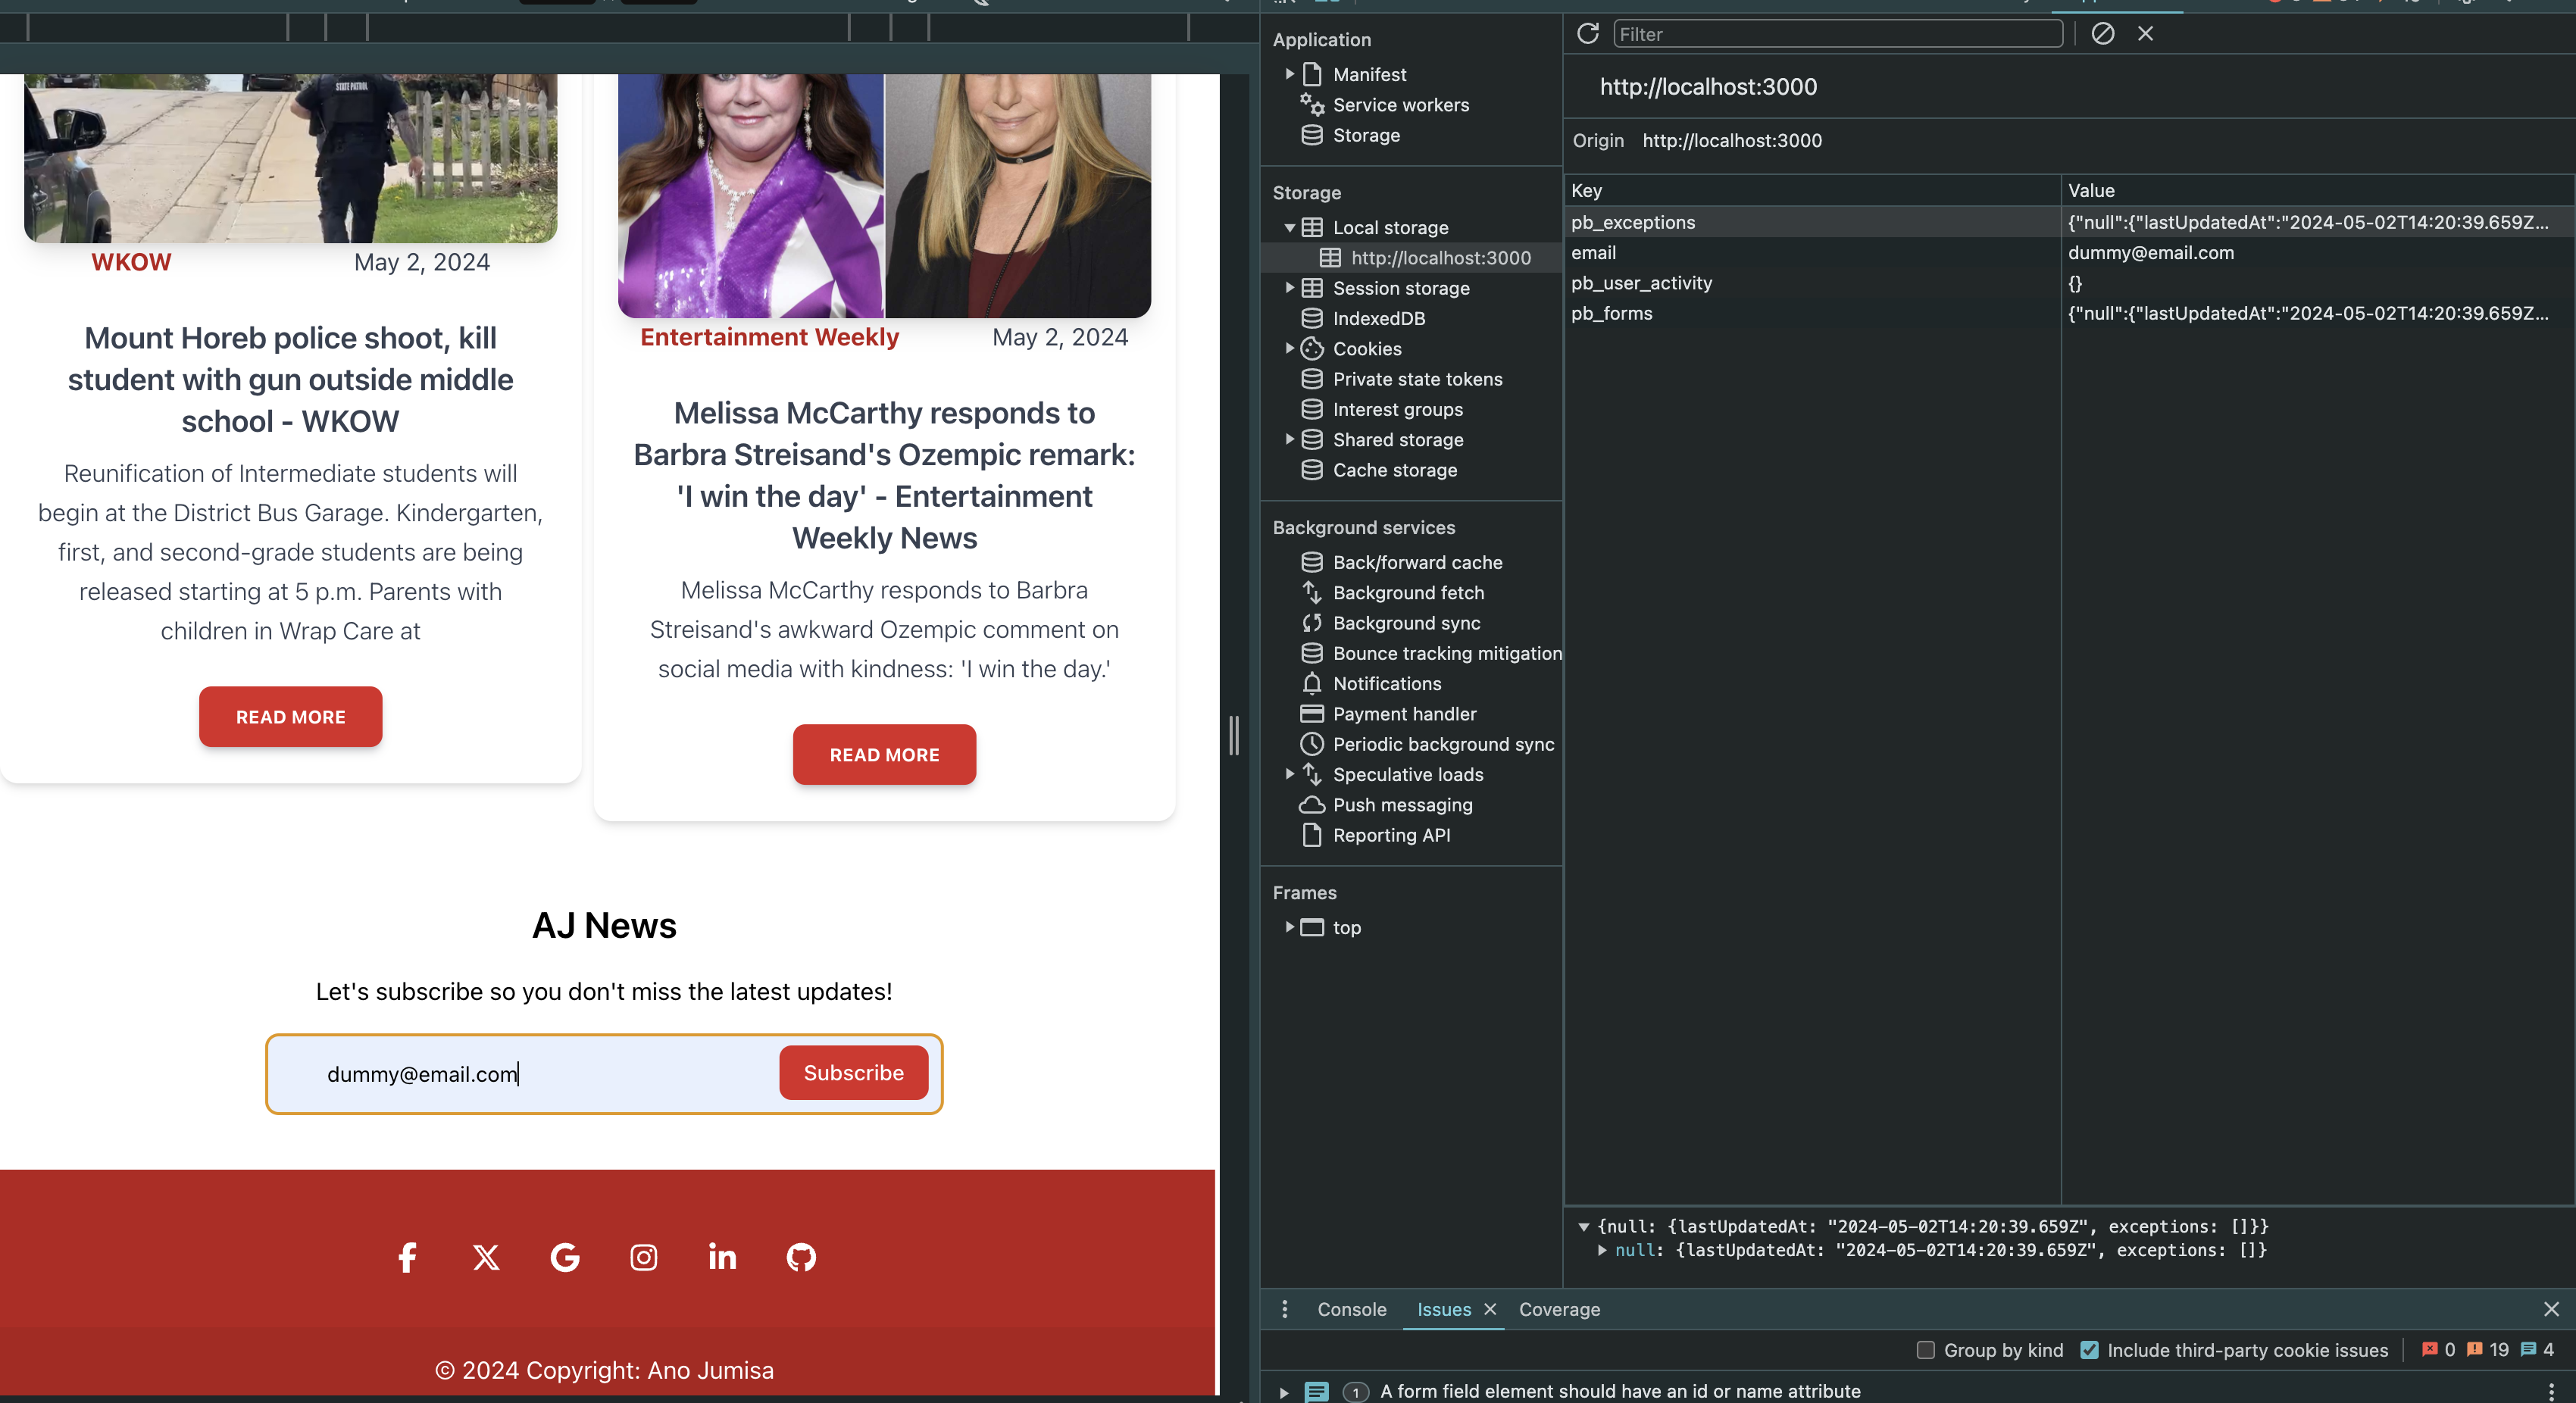 STATE PATROL
WKOW
May 2, 2024
Mount Horeb police shoot, kill
student with gun outside middle
school - WKOW
Reunification of Intermediate students will
begin at the District Bus Garage. Kindergarten,
first, and second-grade students are being
released starting at 5 p.m. Parents with
children in Wrap Care at
READ MORE
Entertainment Weekly
May 2, 2024
Melissa McCarthy responds to
Barbra Streisand's Ozempic remark:
'I win the day' - Entertainment
Weekly News
Melissa McCarthy responds to Barbra
Streisand's awkward Ozempic comment on
social media with kindness: 'I win the day.'
READ MORE
AJ News
Let's subscribe so you don't miss the latest updates!
dummy@email.com
Subscribe
© 2024 Copyright: Ano Jumisa
Application
Manifest
Service workers
Storage
Storage
Local storage
http://localhost:3000
Session storage
IndexedDB
Cookies
Private state tokens
Interest groups
Shared storage
Cache storage
Background services
Back/forward cache
Background fetch
Background sync
Bounce tracking mitigation
Notifications
Payment handler
Periodic background sync
Speculative loads
Push messaging
Reporting API
Frames
top
Filter
http://localhost:3000
Origin http://localhost:3000
Key Value
pb_exceptions {"null":{"lastUpdatedAt":"2024-05-02T14:20:39.659Z...
email dummy@email.com
pb_user_activity {}
pb_forms {"null":{"lastUpdatedAt":"2024-05-02T14:20:39.659Z...
{null: {lastUpdatedAt: "2024-05-02T14:20:39.659Z", exceptions: []}}
null: {lastUpdatedAt: "2024-05-02T14:20:39.659Z", exceptions: []}
Console Issues Coverage
Group by kind Include third-party cookie issues 0 19 4
1 A form field element should have an id or name attribute